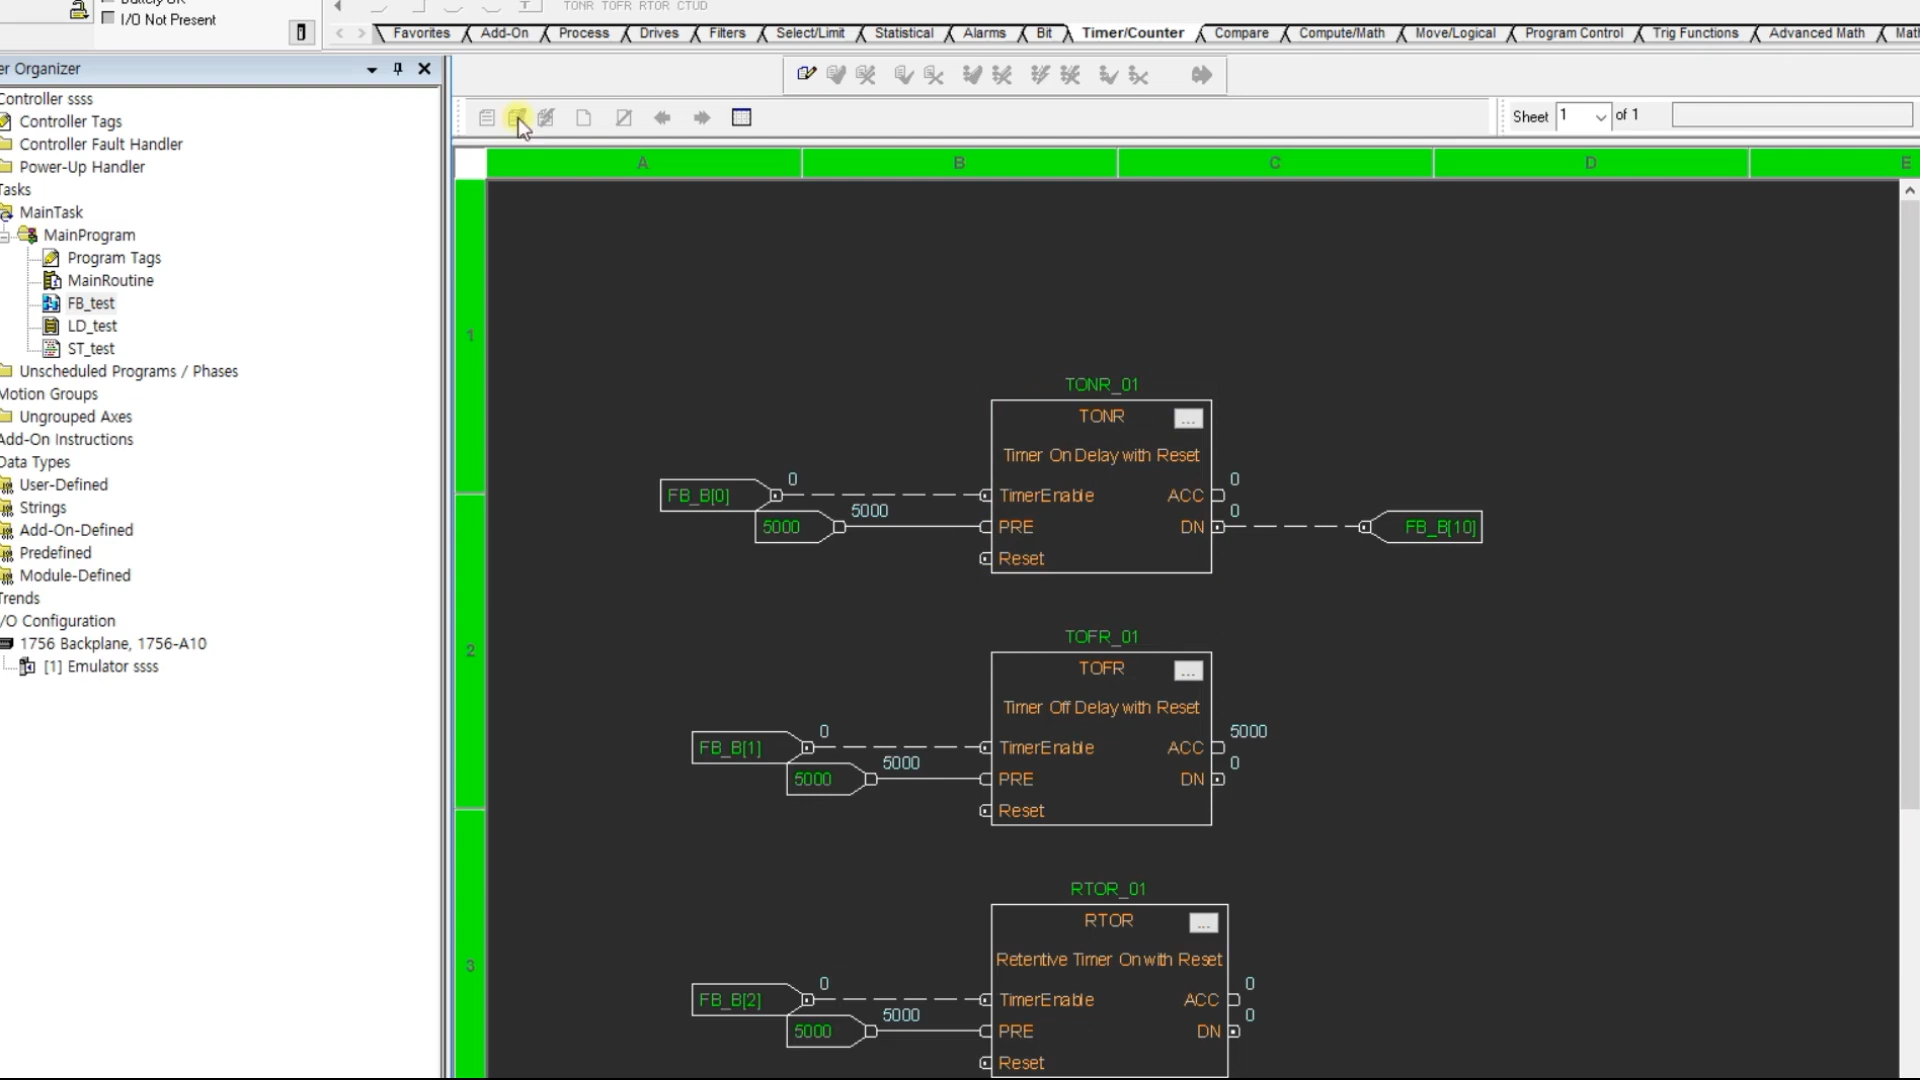 I/O Not Present
TONR TOFR RTOR CTUD
Favorites Add-On Process Drives Filters Select/Limit Statistical Alarms Bit Timer/Counter Compare Compute/Math Move/Logical Program Control Trig Functions Advanced Math
er Organizer
Controller ssss
Controller Tags
Controller Fault Handler
Power-Up Handler
Tasks
MainTask
MainProgram
Program Tags
MainRoutine
FB_test
LD_test
ST_test
Unscheduled Programs / Phases
Motion Groups
Ungrouped Axes
Add-On Instructions
Data Types
User-Defined
Strings
Add-On-Defined
Predefined
Module-Defined
Trends
I/O Configuration
1756 Backplane, 1756-A10
[1] Emulator ssss
Sheet 1 of 1
A B C D E
1
2
3
TONR_01
TONR
...
Timer On Delay with Reset
FB_B[0] 0 TimerEnable ACC 0
5000 5000 PRE DN 0 FB_B[10]
Reset
TOFR_01
TOFR
...
Timer Off Delay with Reset
FB_B[1] 0 TimerEnable ACC 5000
5000 5000 PRE DN 0
Reset
RTOR_01
RTOR
...
Retentive Timer On with Reset
FB_B[2] 0 TimerEnable ACC 0
5000 5000 PRE DN 0
Reset